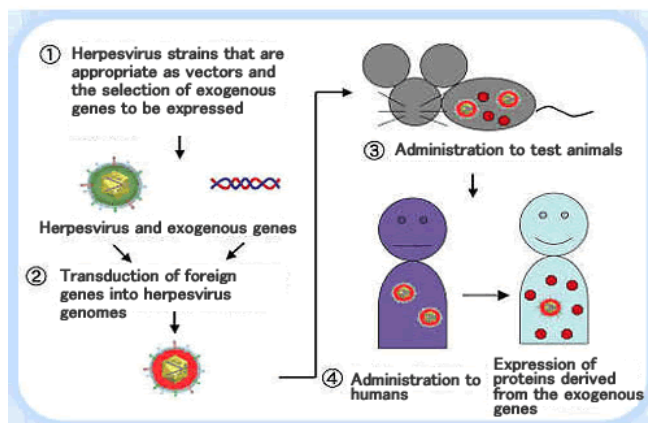 ① Herpesvirus strains that are
appropriate as vectors and
the selection of exogenous
genes to be expressed
Herpesvirus and exogenous genes
② Transduction of foreign
genes into herpesvirus
genomes
③ Administration to test animals
④ Administration to
humans
Expression of
proteins derived
from the exogenous
genes